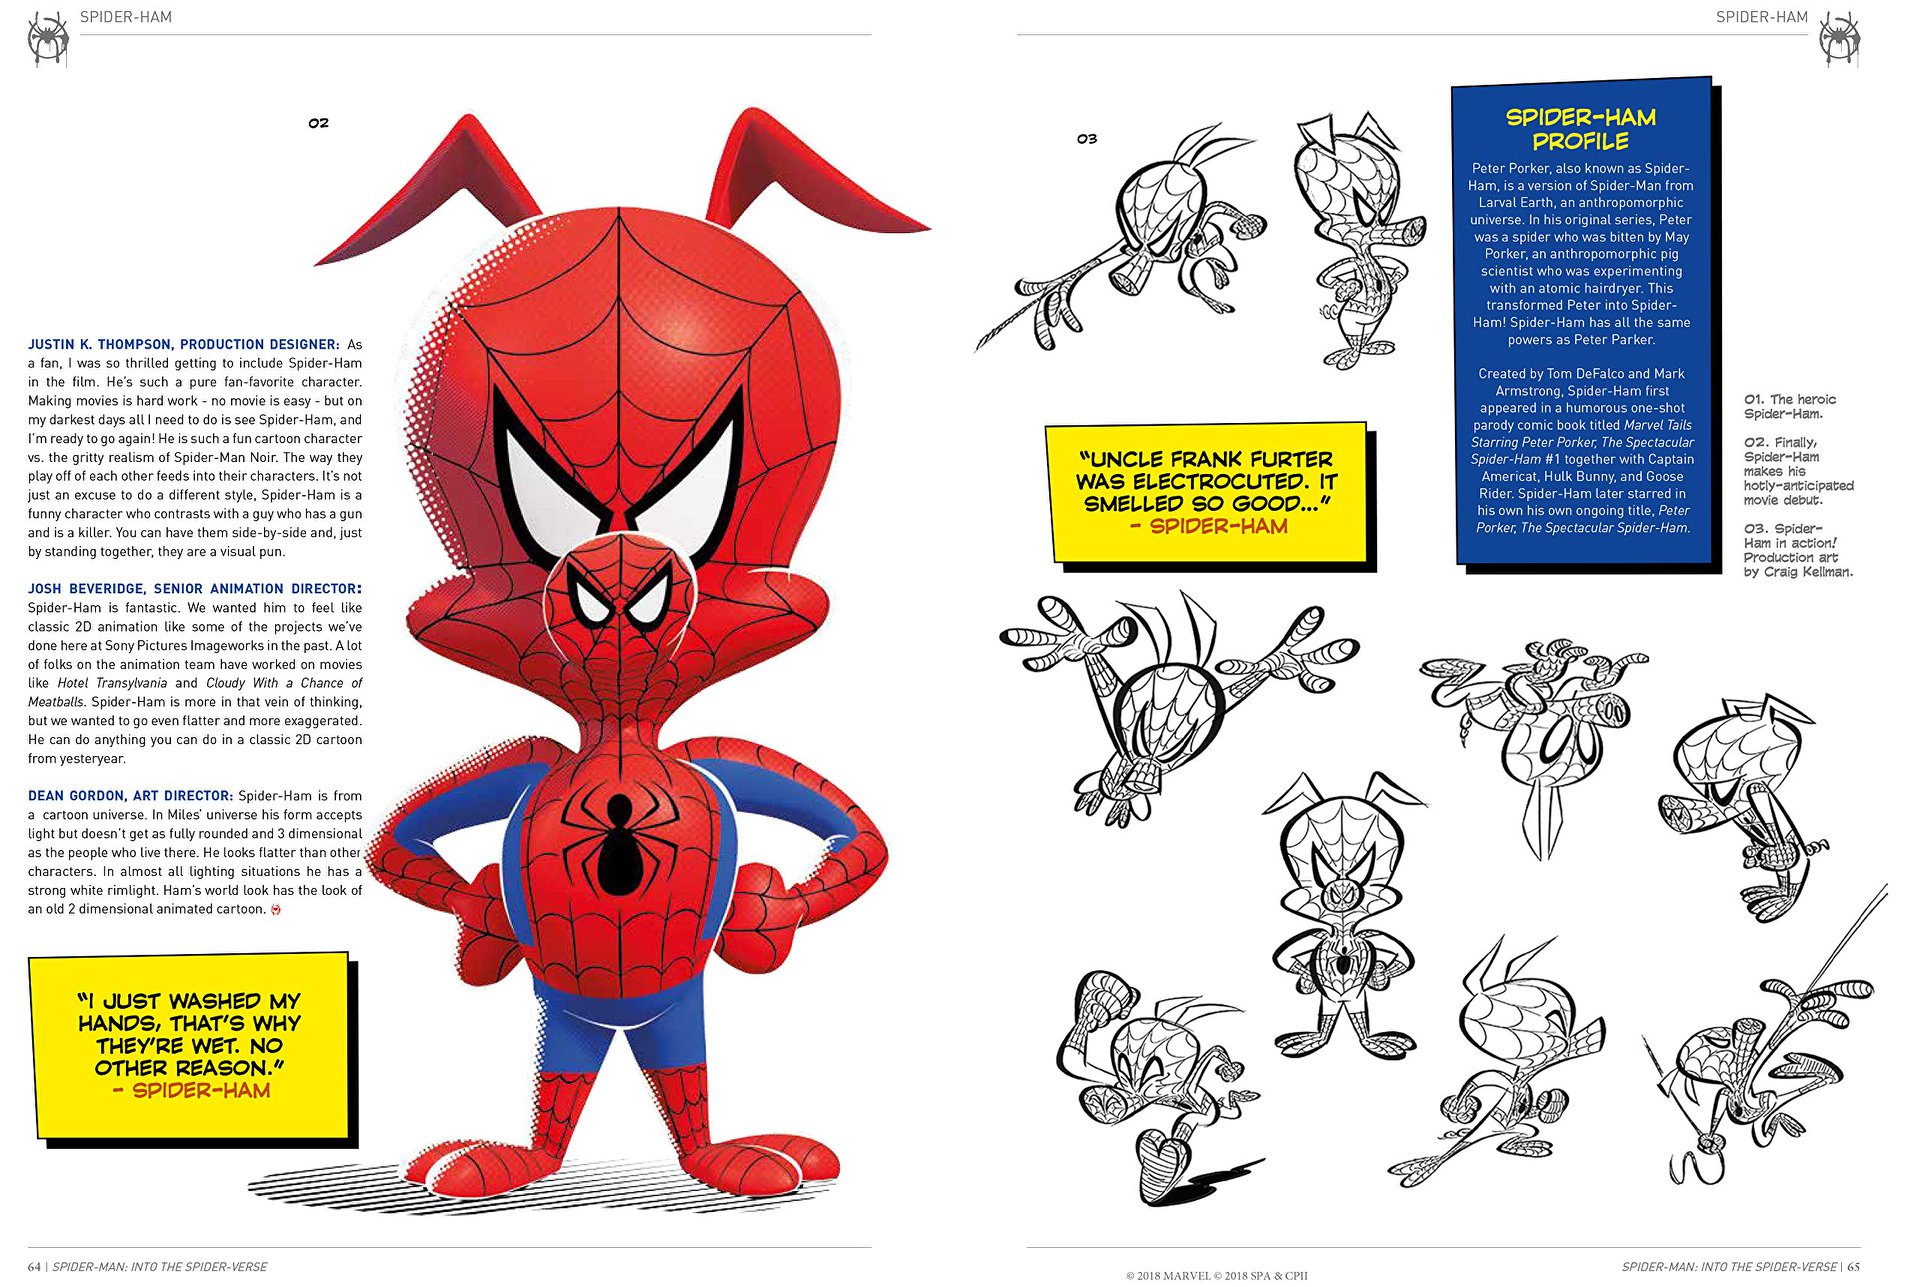 SPIDER-HAM
02
JUSTIN K. THOMPSON, PRODUCTION DESIGNER: As
a fan, I was so thrilled getting to include Spider-Ham
in the film. He's such a pure fan-favorite character.
Making movies is hard work - no movie is easy - but on
my darkest days all I need to do is see Spider-Ham, and
I'm ready to go again! He is such a fun cartoon character
vs. the gritty realism of Spider-Man Noir. The way they
play off of each other feeds into their characters. It's not
just an excuse to do a different style, Spider-Ham is a
funny character who contrasts with a guy who has a gun
and is a killer. You can have them side-by-side and, just
by standing together, they are a visual pun.
JOSH BEVERIDGE, SENIOR ANIMATION DIRECTOR:
Spider-Ham is fantastic. We wanted him to feel like
classic 2D animation like some of the projects we've
done here at Sony Pictures Imageworks in the past. A lot
of folks on the animation team have worked on movies
like Hotel Transylvania and Cloudy With a Chance of
Meatballs. Spider-Ham is more in that vein of thinking,
but we wanted to go even flatter and more exaggerated.
He can do anything you can do in a classic 2D cartoon
from yesteryear.
DEAN GORDON, ART DIRECTOR: Spider-Ham is from
a cartoon universe. In Miles' universe his form accepts
light but doesn't get as fully rounded and 3 dimensional
as the people who live there. He looks flatter than other
characters. In almost all lighting situations he has a
strong white rimlight. Ham's world look has the look of
an old 2 dimensional animated cartoon.
"I JUST WASHED MY
HANDS, THAT'S WHY
THEY'RE WET. NO
OTHER REASON."
- SPIDER-HAM
64 | SPIDER-MAN: INTO THE SPIDER-VERSE
SPIDER-HAM
03
SPIDER-HAM
PROFILE
Peter Porker, also known as Spider-
Ham, is a version of Spider-Man from
Larval Earth, an anthropomorphic
universe. In his original series, Peter
was a spider who was bitten by May
Porker, an anthropomorphic pig
scientist who was experimenting
with an atomic hairdryer. This
transformed Peter into Spider-
Ham! Spider-Ham has all the same
powers as Peter Parker.
Created by Tom DeFalco and Mark
Armstrong, Spider-Ham first
appeared in a humorous one-shot
parody comic book titled Marvel Tails
Starring Peter Porker, The Spectacular
Spider-Ham #1 together with Captain
Americat, Hulk Bunny, and Goose
Rider. Spider-Ham later starred in
his own his own ongoing title, Peter
Porker, The Spectacular Spider-Ham.
"UNCLE FRANK FURTER
WAS ELECTROCUTED. IT
SMELLED SO GOOD..."
- SPIDER-HAM
01. The heroic
Spider-Ham.
02. Finally,
Spider-Ham
makes his
hotly-anticipated
movie debut.
03. Spider-
Ham in action!
Production art
by Craig Kellman.
© 2018 MARVEL © 2018 SPA & CPII
SPIDER-MAN: INTO THE SPIDER-VERSE | 65